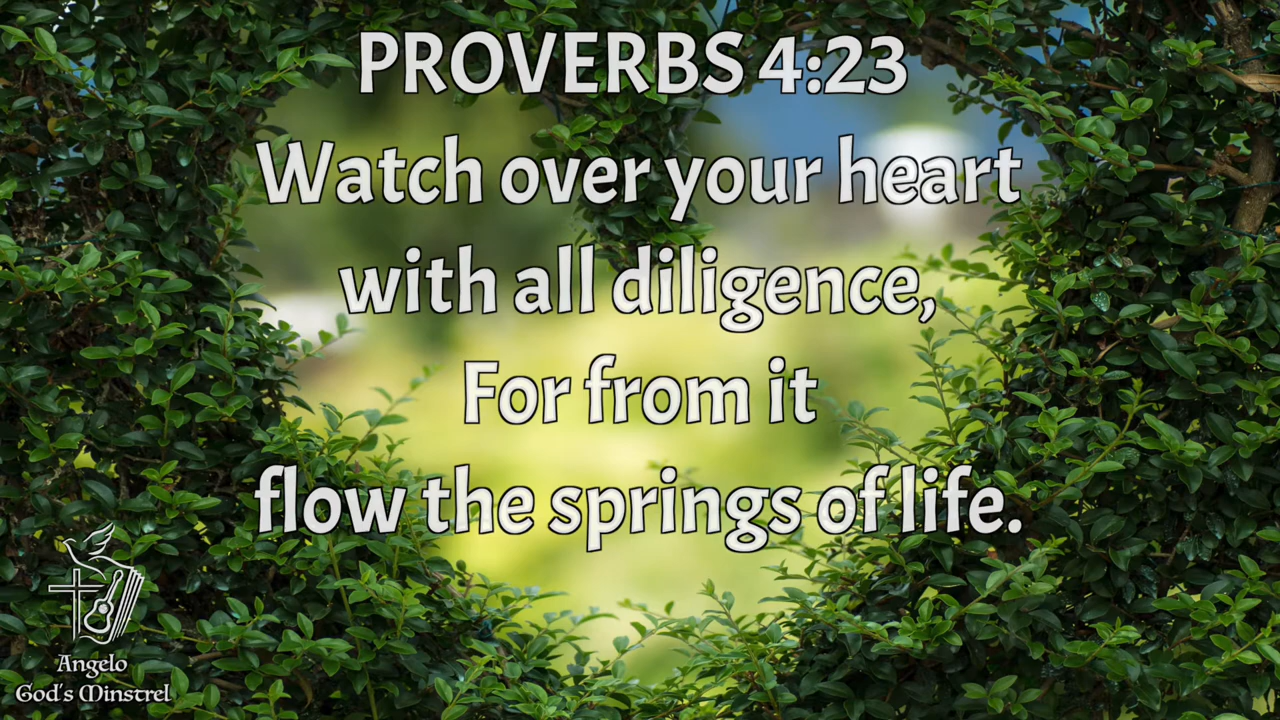 PROVERBS 4:23
Watch over your heart
with all diligence,
For from it
flow the springs of life.
Angelo
God's Minstrel